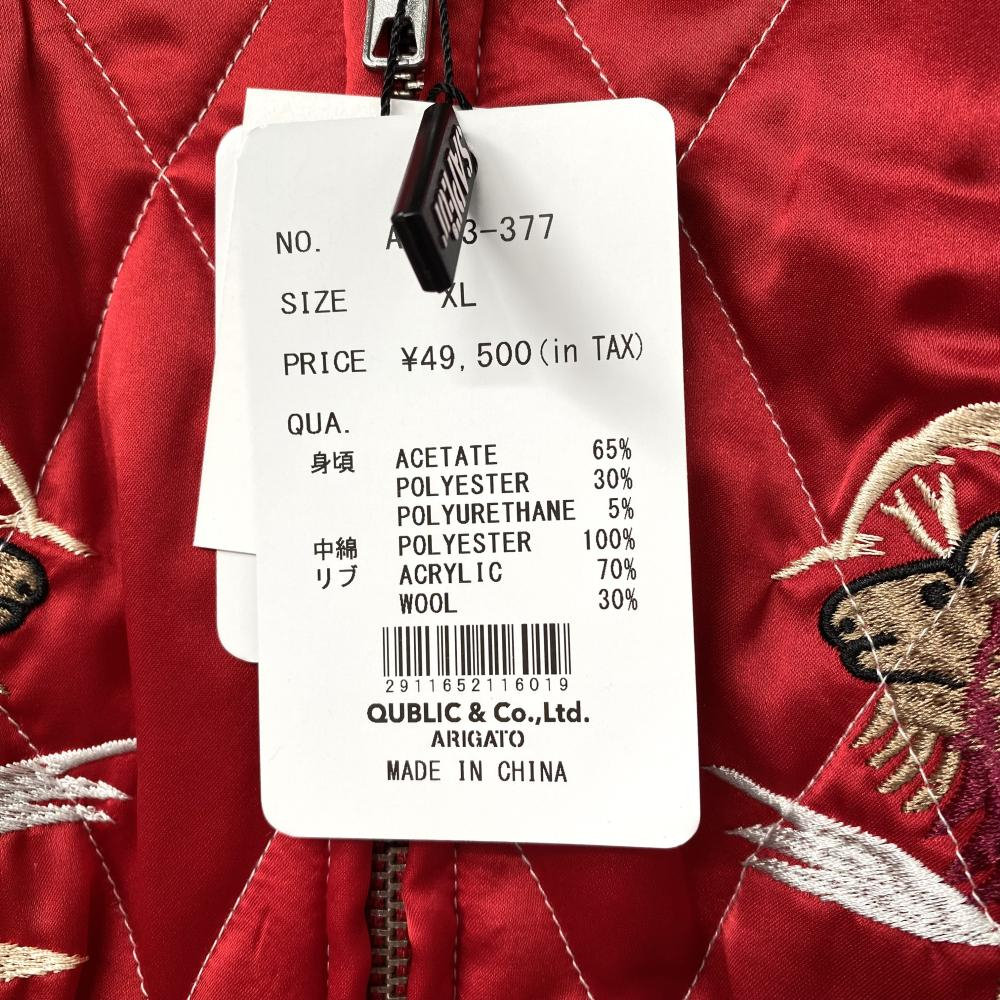 NO. 3-377
SIZE XL
PRICE ¥49,500(in TAX)
QUA.
身頃 ACETATE 65%
POLYESTER 30%
POLYURETHANE 5%
中綿 POLYESTER 100%
リブ ACRYLIC 70%
WOOL 30%
2911652116019
QUBLIC & Co.,Ltd.
ARIGATO
MADE IN CHINA